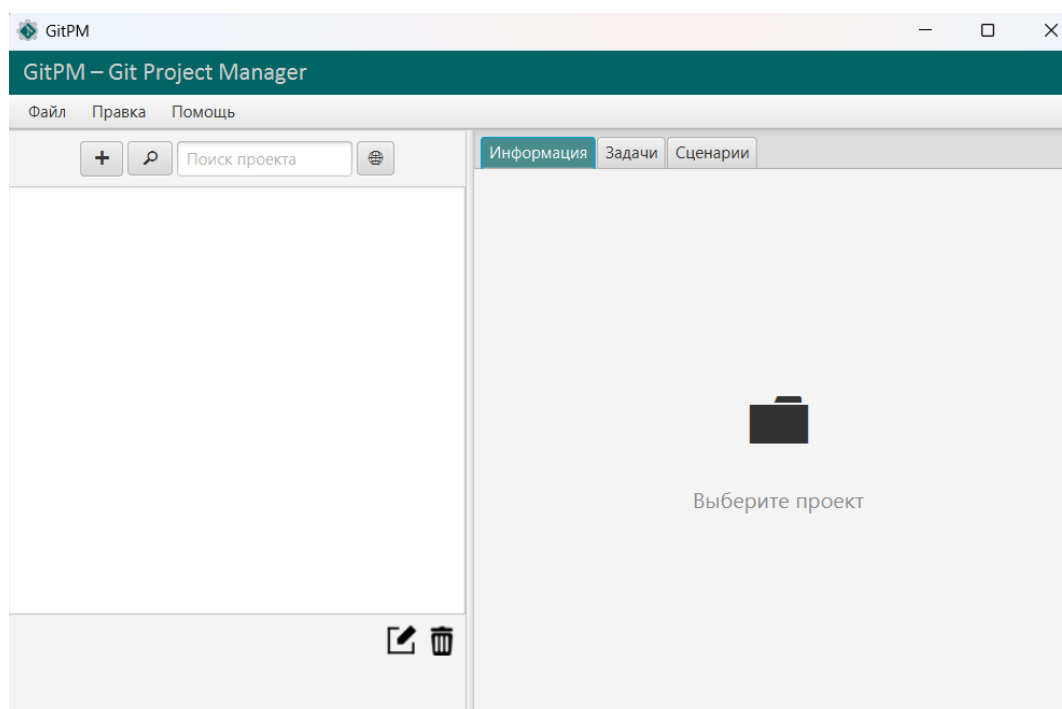 GitPM
GitPM – Git Project Manager
Файл Правка Помощь
Поиск проекта
Информация Задачи Сценарии
Выберите проект